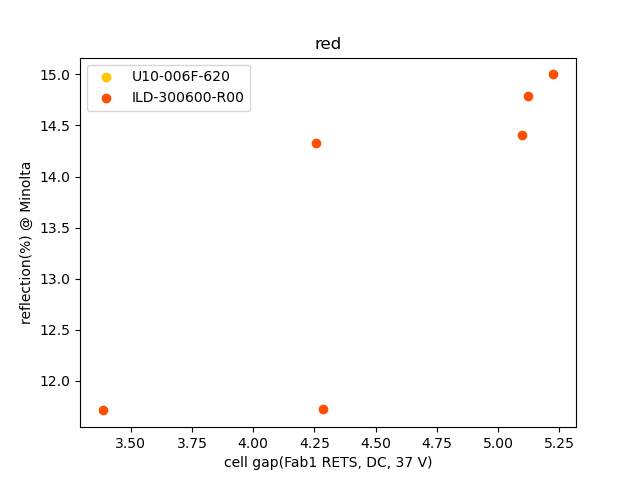 red
U10-006F-620
ILD-300600-R00
15.0
14.5
14.0
13.5
13.0
12.5
12.0
reflection(%) @ Minolta
3.50 3.75 4.00 4.25 4.50 4.75 5.00 5.25
cell gap(Fab1 RETS, DC, 37 V)